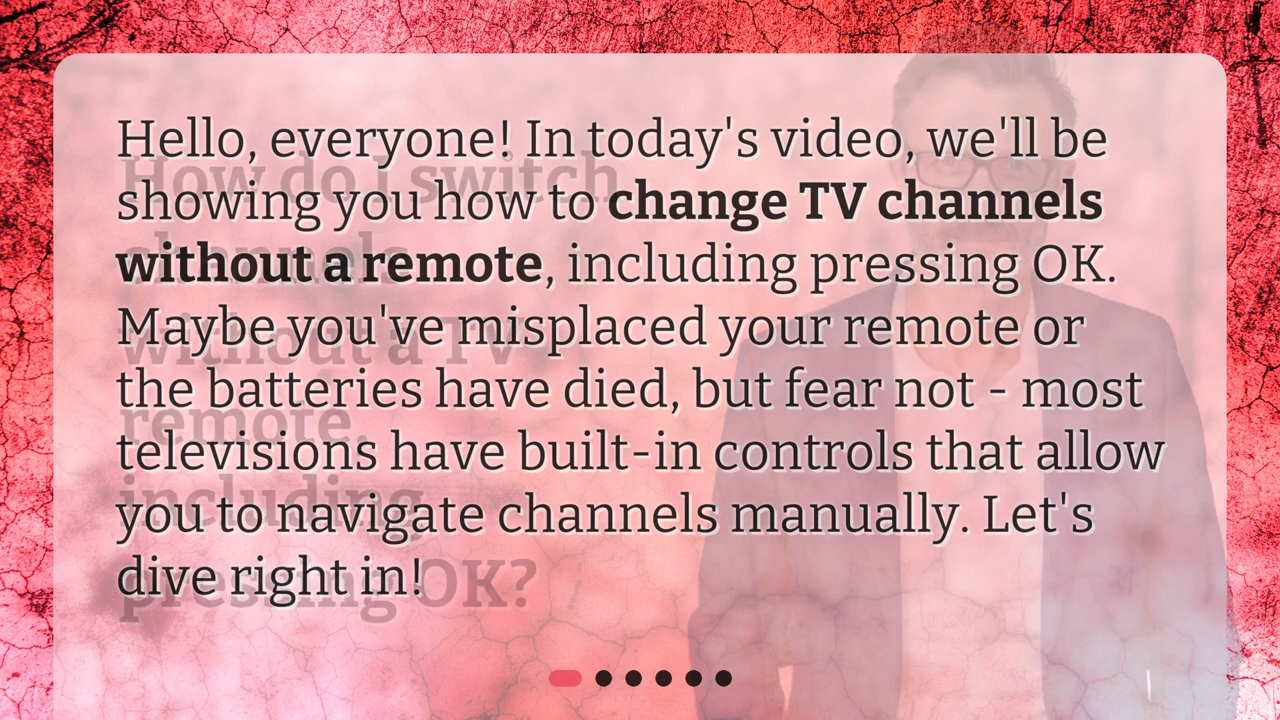 Hello, everyone! In today's video, we'll be
showing you how to change TV channels
without a remote, including pressing OK.
Maybe you've misplaced your remote or
the batteries have died, but fear not - most
televisions have built-in controls that allow
you to navigate channels manually. Let's
dive right in!
How do I switch
channels
without a TV
remote,
including
pressing OK?